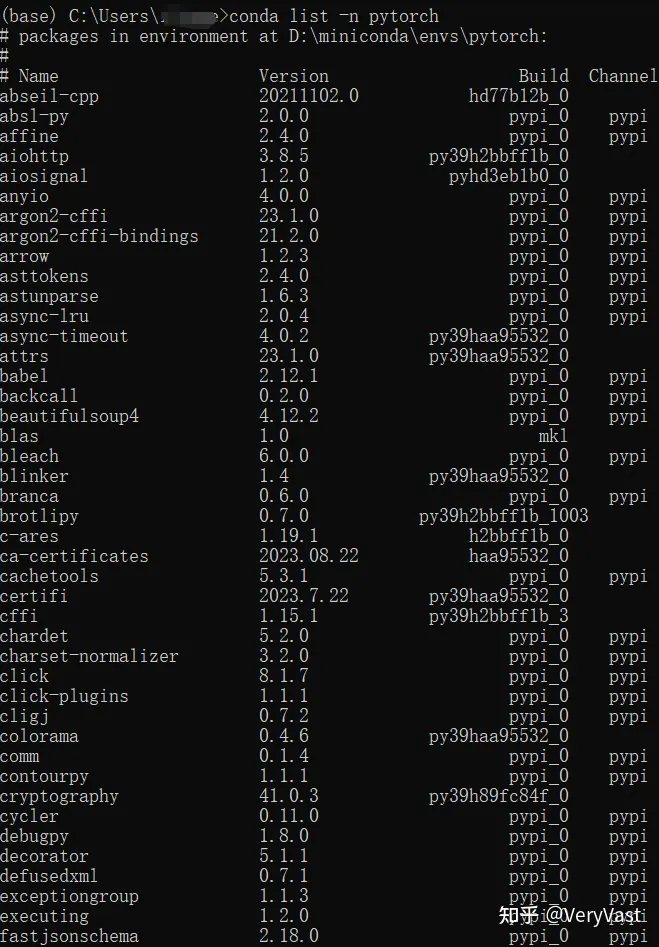 (base) C:\Users\>conda list -n pytorch
# packages in environment at D:\miniconda\envs\pytorch:
#
# Name Version Build Channel
abseil-cpp 20211102.0 hd77b12b_0
absl-py 2.0.0 pypi_0 pypi
affine 2.4.0 pypi_0 pypi
aiohttp 3.8.5 py39h2bbff1b_0
aiosignal 1.2.0 pyhd3eb1b0_0
anyio 4.0.0 pypi_0 pypi
argon2-cffi 23.1.0 pypi_0 pypi
argon2-cffi-bindings 21.2.0 pypi_0 pypi
arrow 1.2.3 pypi_0 pypi
asttokens 2.4.0 pypi_0 pypi
astunparse 1.6.3 pypi_0 pypi
async-lru 2.0.4 pypi_0 pypi
async-timeout 4.0.2 py39haa95532_0
attrs 23.1.0 py39haa95532_0
babel 2.12.1 pypi_0 pypi
backcall 0.2.0 pypi_0 pypi
beautifulsoup4 4.12.2 pypi_0 pypi
blas 1.0 mkl
bleach 6.0.0 pypi_0 pypi
blinker 1.4 py39haa95532_0
branca 0.6.0 pypi_0 pypi
brotlipy 0.7.0 py39h2bbff1b_1003
c-ares 1.19.1 h2bbff1b_0
ca-certificates 2023.08.22 haa95532_0
cachetools 5.3.1 pypi_0 pypi
certifi 2023.7.22 py39haa95532_0
cffi 1.15.1 py39h2bbff1b_3
chardet 5.2.0 pypi_0 pypi
charset-normalizer 3.2.0 pypi_0 pypi
click 8.1.7 pypi_0 pypi
click-plugins 1.1.1 pypi_0 pypi
cligj 0.7.2 pypi_0 pypi
colorama 0.4.6 py39haa95532_0
comm 0.1.4 pypi_0 pypi
contourpy 1.1.1 pypi_0 pypi
cryptography 41.0.3 py39h89fc84f_0
cycler 0.11.0 pypi_0 pypi
debugpy 1.8.0 pypi_0 pypi
decorator 5.1.1 pypi_0 pypi
defusedxml 0.7.1 pypi_0 pypi
exceptiongroup 1.1.3 pypi_0 pypi
executing 1.2.0 pypi_0 pypi
知乎 @VeryVast
fastjsonschema 2.18.0 pypi_0 pypi